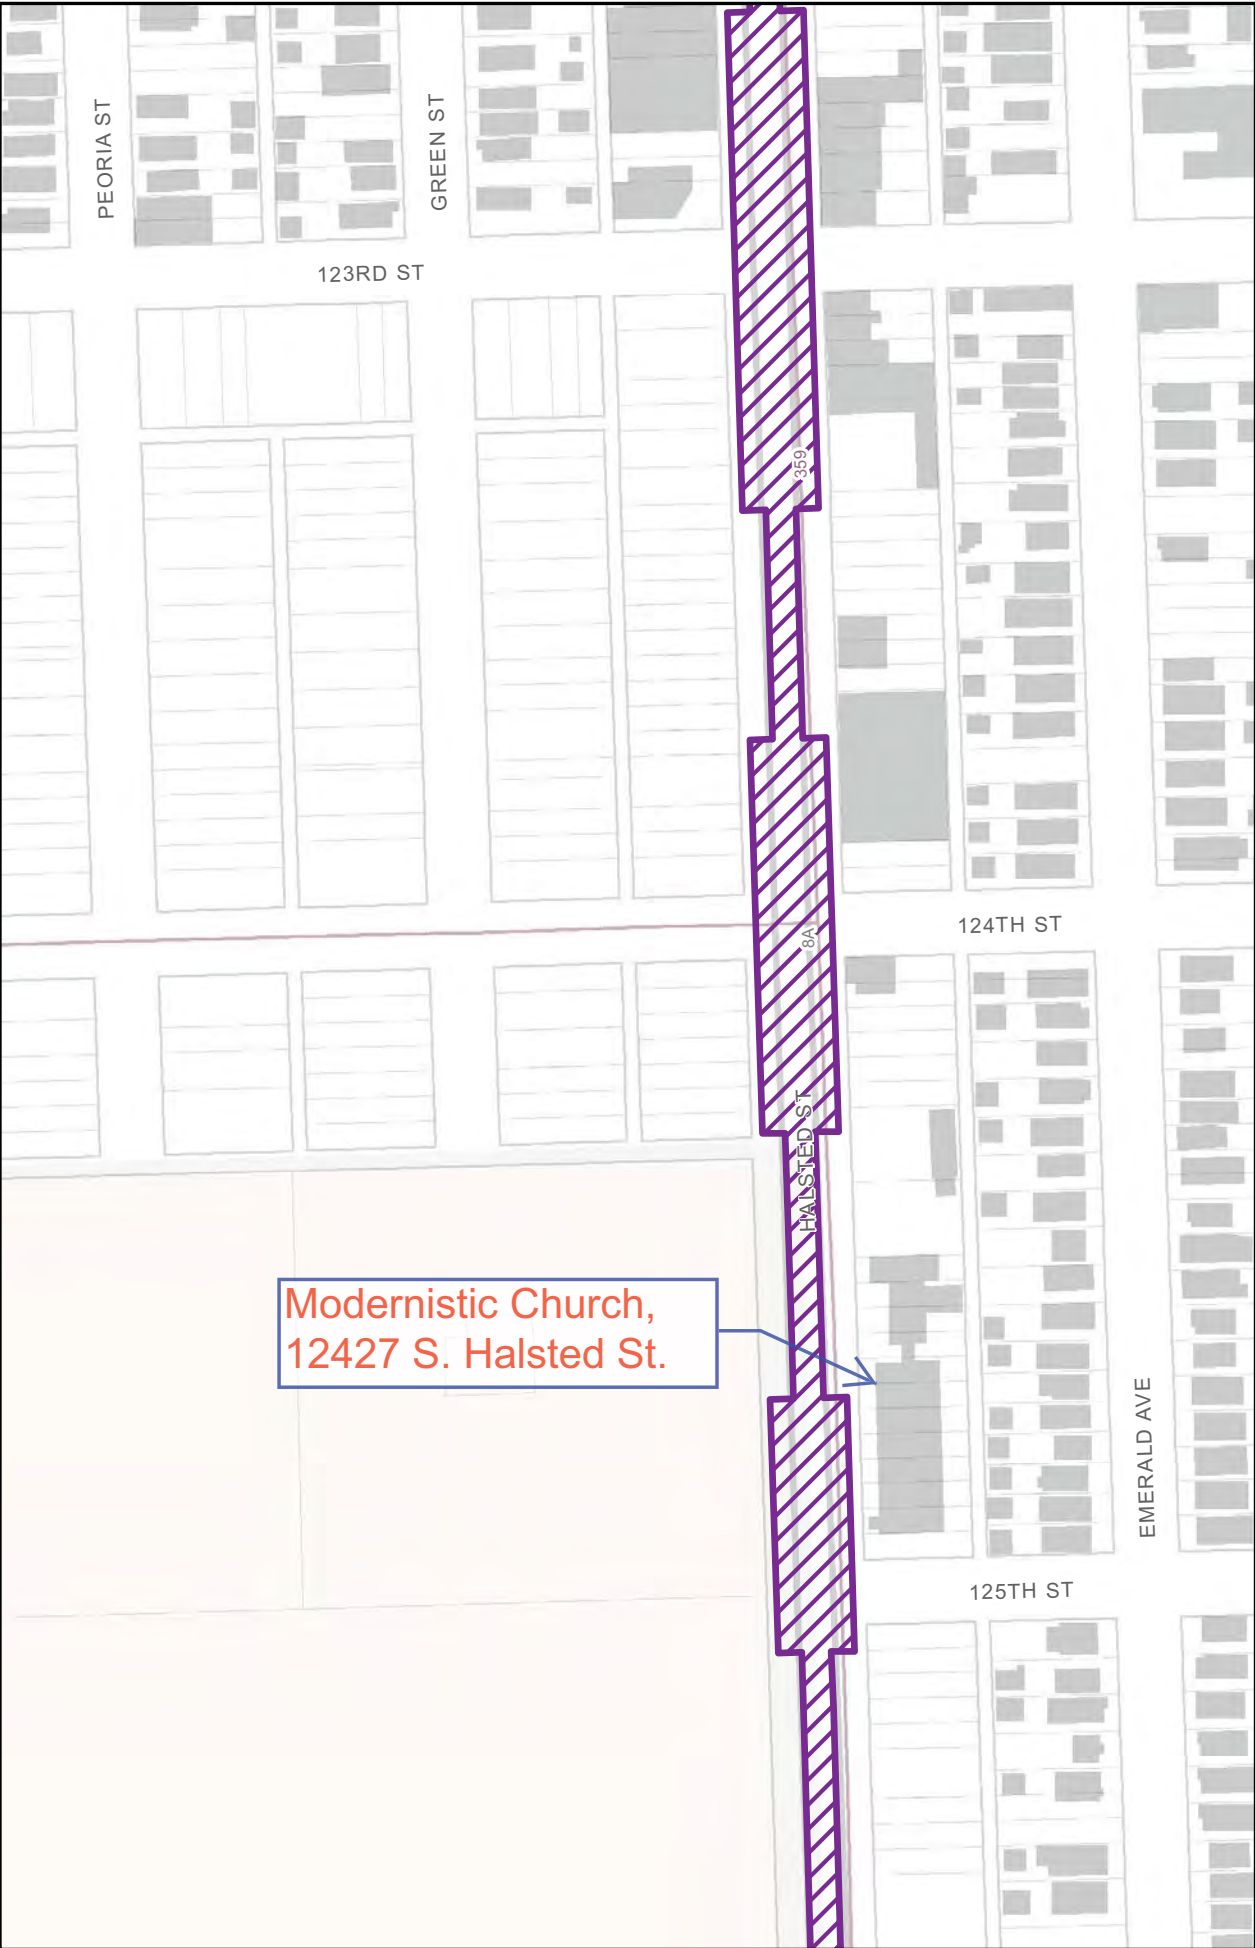 PEORIA ST
GREEN ST
123RD ST
359
124TH ST
8A
HALSTED ST
Modernistic Church,
12427 S. Halsted St.
EMERALD AVE
125TH ST